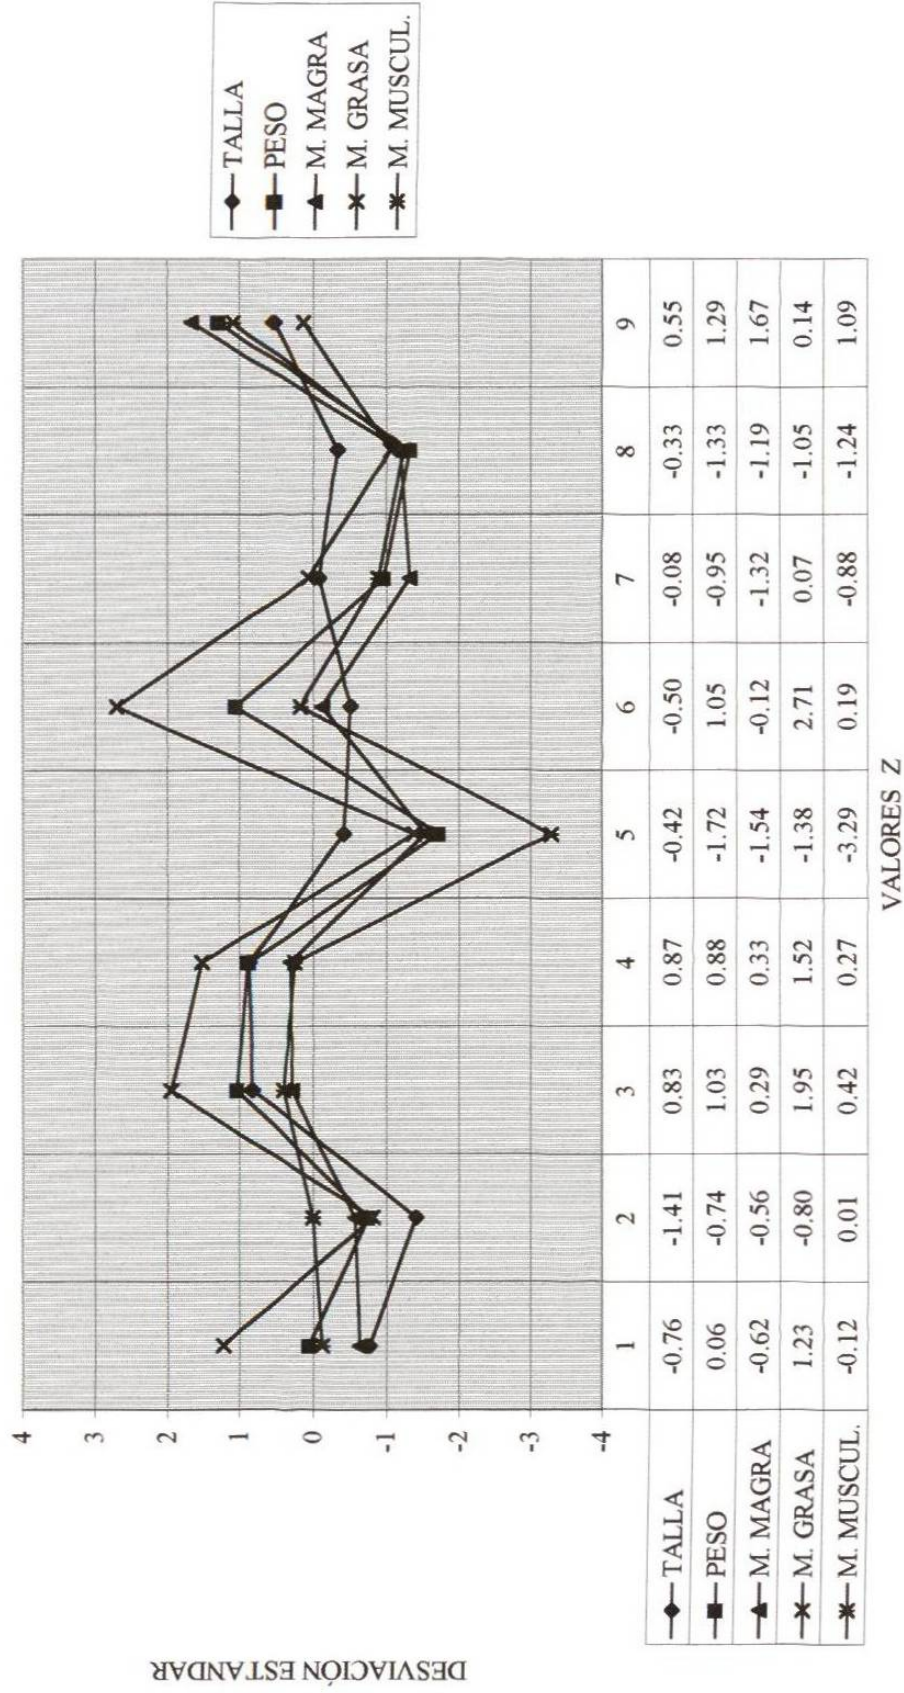 DESVIACIÓN ESTANDAR
4
3
2
1
0
-1
-2
-3
-4
TALLA
PESO
M. MAGRA
M. GRASA
M. MUSCUL.
1 2 3 4 5 6 7 8 9
TALLA -0.76 -1.41 0.83 0.87 -0.42 -0.50 -0.08 -0.33 0.55
PESO 0.06 -0.74 1.03 0.88 -1.72 1.05 -0.95 -1.33 1.29
M. MAGRA -0.62 -0.56 0.29 0.33 -1.54 -0.12 -1.32 -1.19 1.67
M. GRASA 1.23 -0.80 1.95 1.52 -1.38 2.71 0.07 -1.05 0.14
M. MUSCUL. -0.12 0.01 0.42 0.27 -3.29 0.19 -0.88 -1.24 1.09
VALORES Z